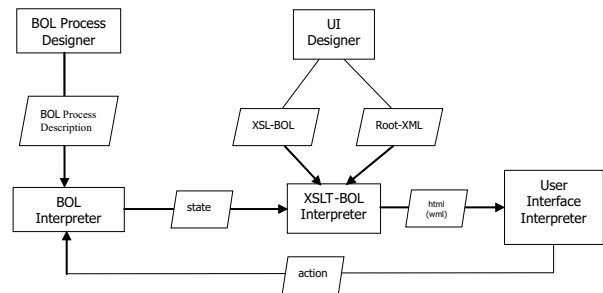 BOL Process
Designer
UI
Designer
BOL Process
Description
XSL-BOL
Root-XML
BOL
Interpreter
state
XSLT-BOL
Interpreter
html
(wml)
User
Interface
Interpreter
action